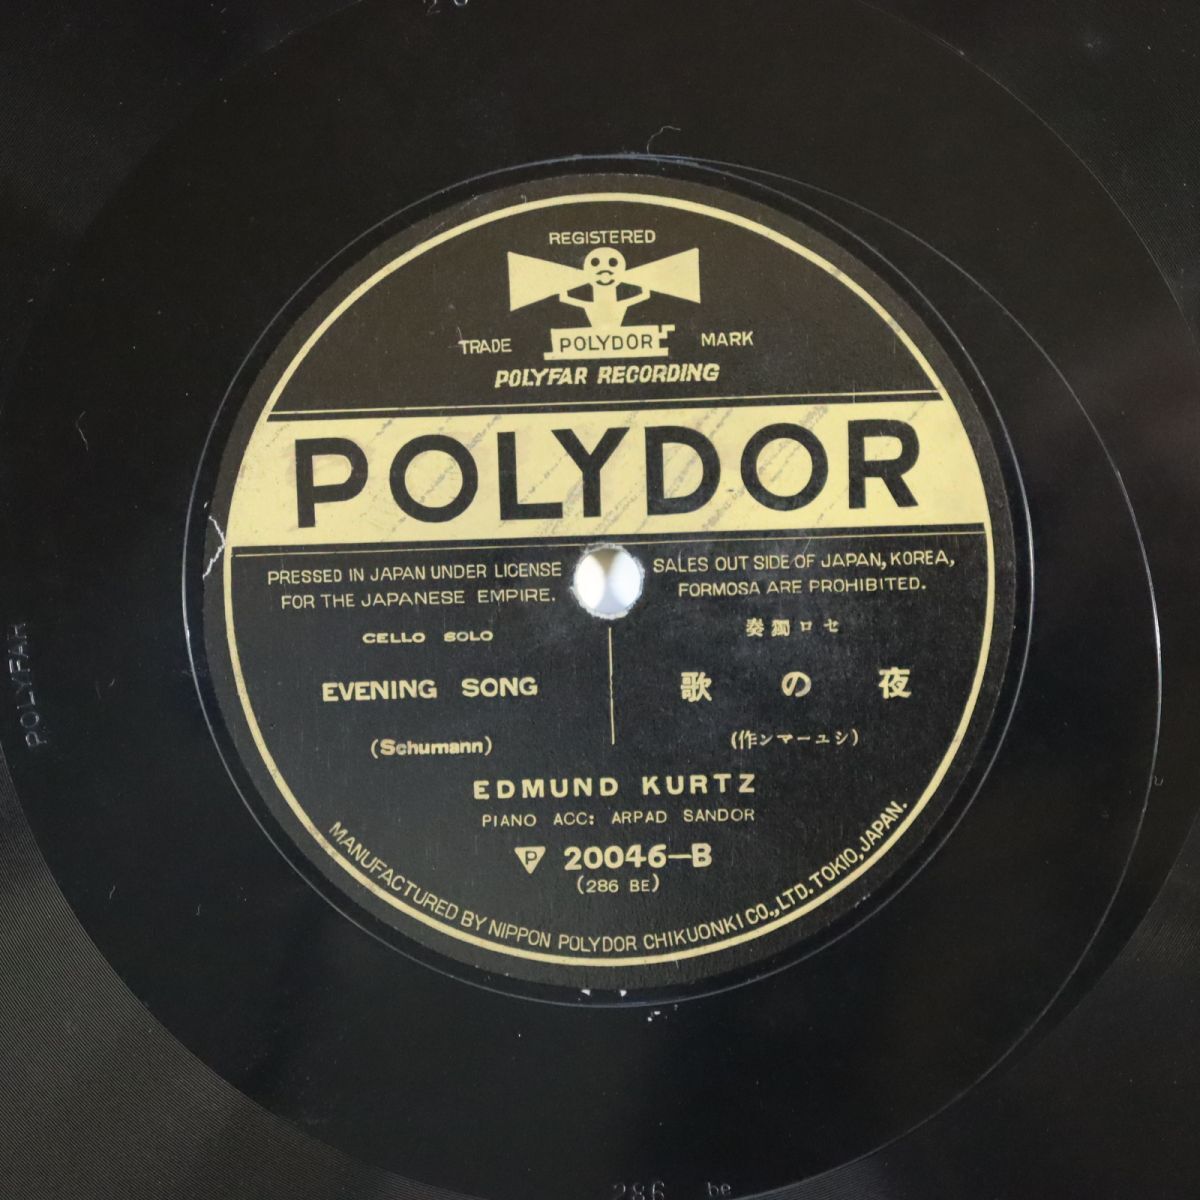 REGISTERED
TRADE POLYDOR MARK
POLYFAR RECORDING
POLYDOR
PRESSED IN JAPAN UNDER LICENSE
FOR THE JAPANESE EMPIRE.
SALES OUT SIDE OF JAPAN, KOREA,
FORMOSA ARE PROHIBITED.
CELLO SOLO
EVENING SONG
(Schumann)
奏獨ロセ
歌の夜
(作ンマーュシ)
EDMUND KURTZ
PIANO ACC: ARPAD SANDOR
P 20046-B
(286 BE)
MANUFACTURED BY NIPPON POLYDOR CHIKUONKI CO., LTD. TOKIO, JAPAN.
POLYFAR
286 be